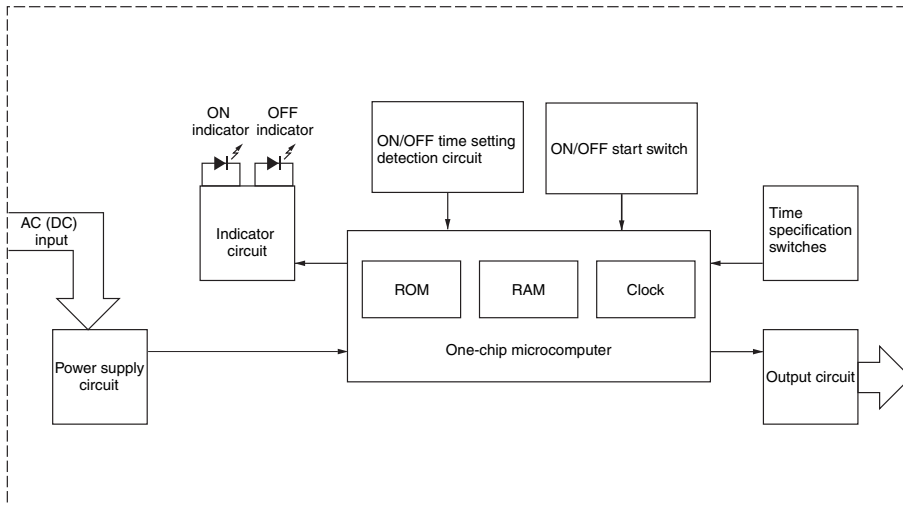 ON
indicator
OFF
indicator
ON/OFF time setting
detection circuit
ON/OFF start switch
AC (DC)
input
Indicator
circuit
Time
specification
switches
ROM
RAM
Clock
One-chip microcomputer
Power supply
circuit
Output circuit